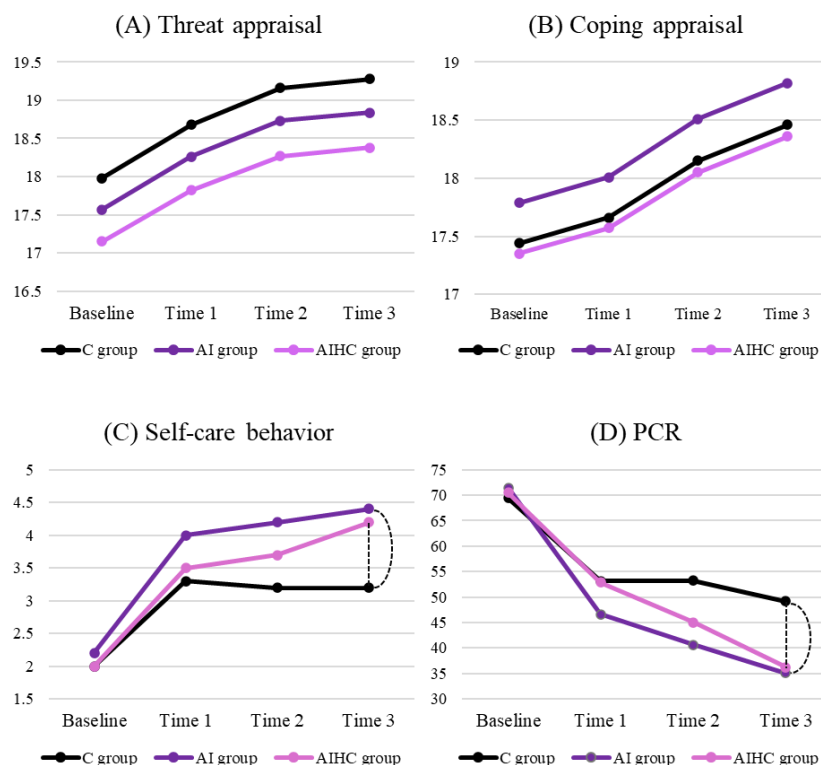 (A) Threat appraisal
19.5
19
18.5
18
17.5
17
16.5
Baseline Time 1 Time 2 Time 3
C group AI group AIHC group
(B) Coping appraisal
19
18.5
18
17.5
17
Baseline Time 1 Time 2 Time 3
C group AI group AIHC group
(C) Self-care behavior
5
4.5
4
3.5
3
2.5
2
1.5
Baseline Time 1 Time 2 Time 3
C group AI group AIHC group
(D) PCR
75
70
65
60
55
50
45
40
35
30
Baseline Time 1 Time 2 Time 3
C group AI group AIHC group